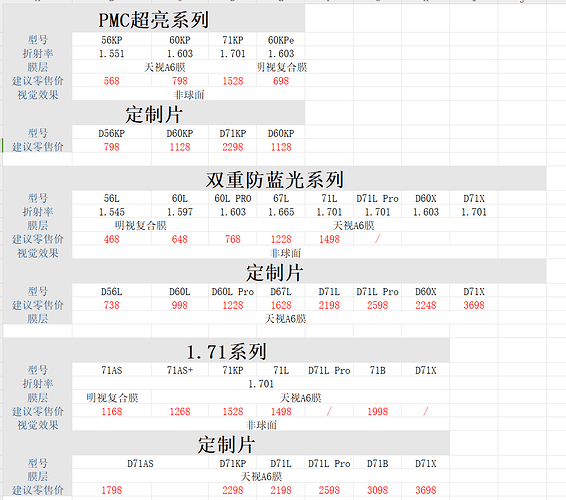 PMC超亮系列
型号 56KP 60KP 71KP 60KPe
折射率 1.551 1.603 1.701 1.603
膜层 天视A6膜 明视复合膜
建议零售价 568 798 1528 698
视觉效果 非球面
定制片
型号 D56KP D60KP D71KP D60KP
建议零售价 798 1128 2298 1128
双重防蓝光系列
型号 56L 60L 60L PRO 67L 71L D71L Pro D60X D71X
折射率 1.545 1.597 1.603 1.665 1.701 1.701 1.603 1.701
膜层 明视复合膜 天视A6膜
建议零售价 468 648 768 1228 1498 /
视觉效果 非球面
定制片
型号 D56L D60L D60L Pro D67L D71L D71L Pro D60X D71X
建议零售价 738 998 1228 1628 2198 2598 2248 3698
膜层 天视A6膜
1.71系列
型号 71AS 71AS+ 71KP 71L D71L Pro 71B D71X
折射率 1.701
膜层 明视复合膜 天视A6膜
建议零售价 1168 1268 1528 1498 / 1998 /
视觉效果 非球面
定制片
型号 D71AS D71KP D71L D71L Pro D71B D71X
膜层 天视A6膜
建议零售价 1798 2298 2198 2598 3098 3698